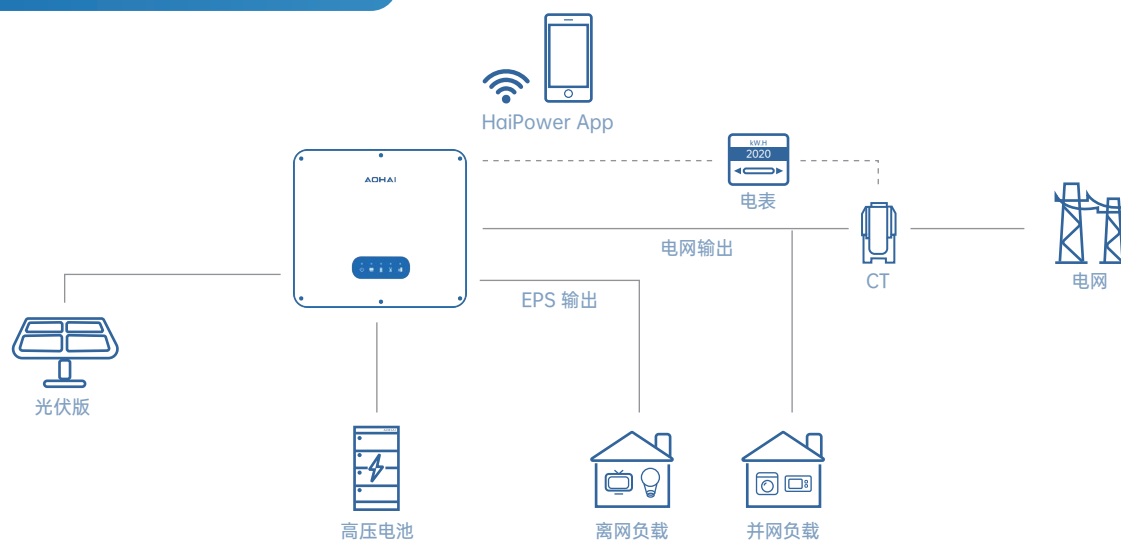 HaiPower App
kW.H
2020
电表
AOHAI
电网输出
CT
电网
EPS 输出
光伏版
高压电池
离网负载
并网负载